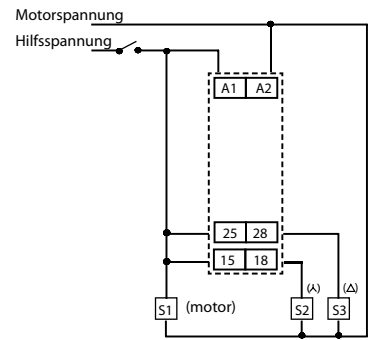 Motorspannung
Hilfsspannung
A1 A2
25 28
15 18
(⅄) (△)
S1 (motor) S2 S3